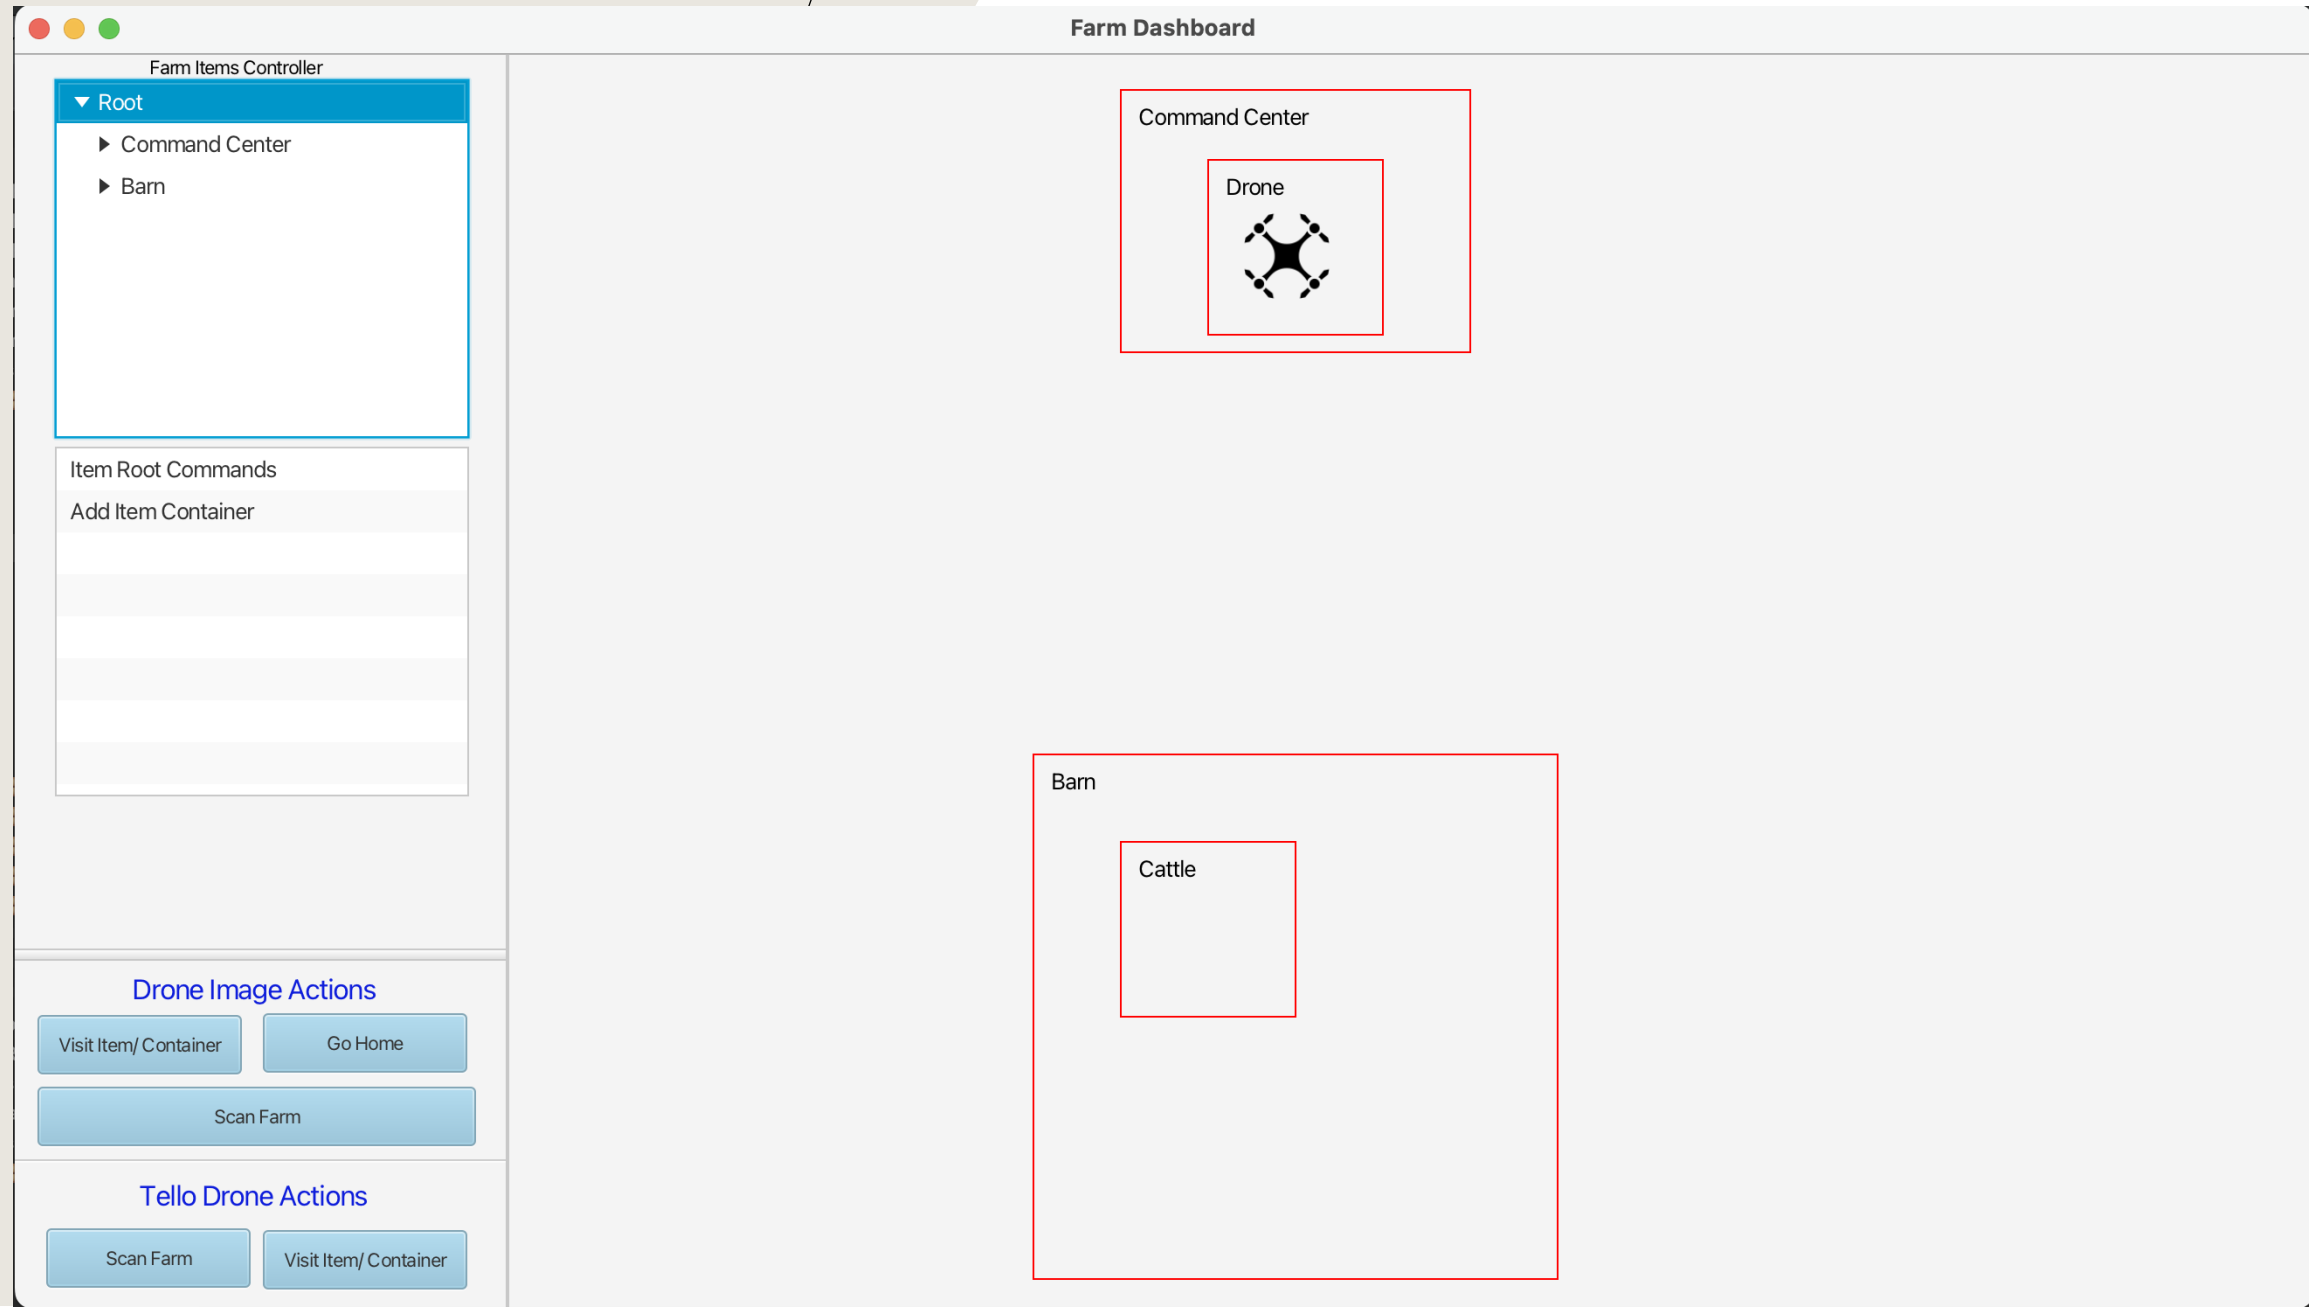 Farm Dashboard
Farm Items Controller
Root
Command Center
Barn
Item Root Commands
Add Item Container
Drone Image Actions
Visit Item/ Container
Go Home
Scan Farm
Tello Drone Actions
Scan Farm
Visit Item/ Container
Command Center
Drone
Barn
Cattle